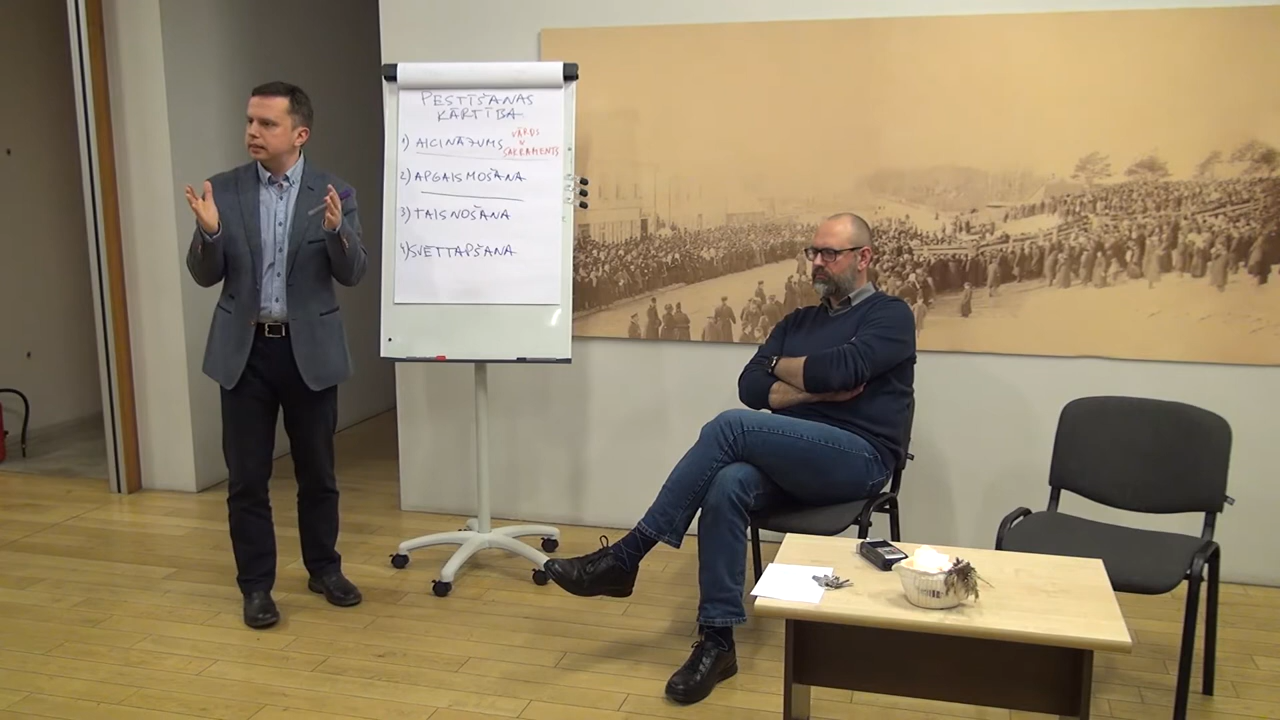 PESTĪŠANAS
KĀRTĪBA
1) AICINĀJUMS
VĀRDS
SAKRAMENTS
2) APGAISMOŠANA
3) TAISNOŠANA
4) SVĒTTAPŠANA